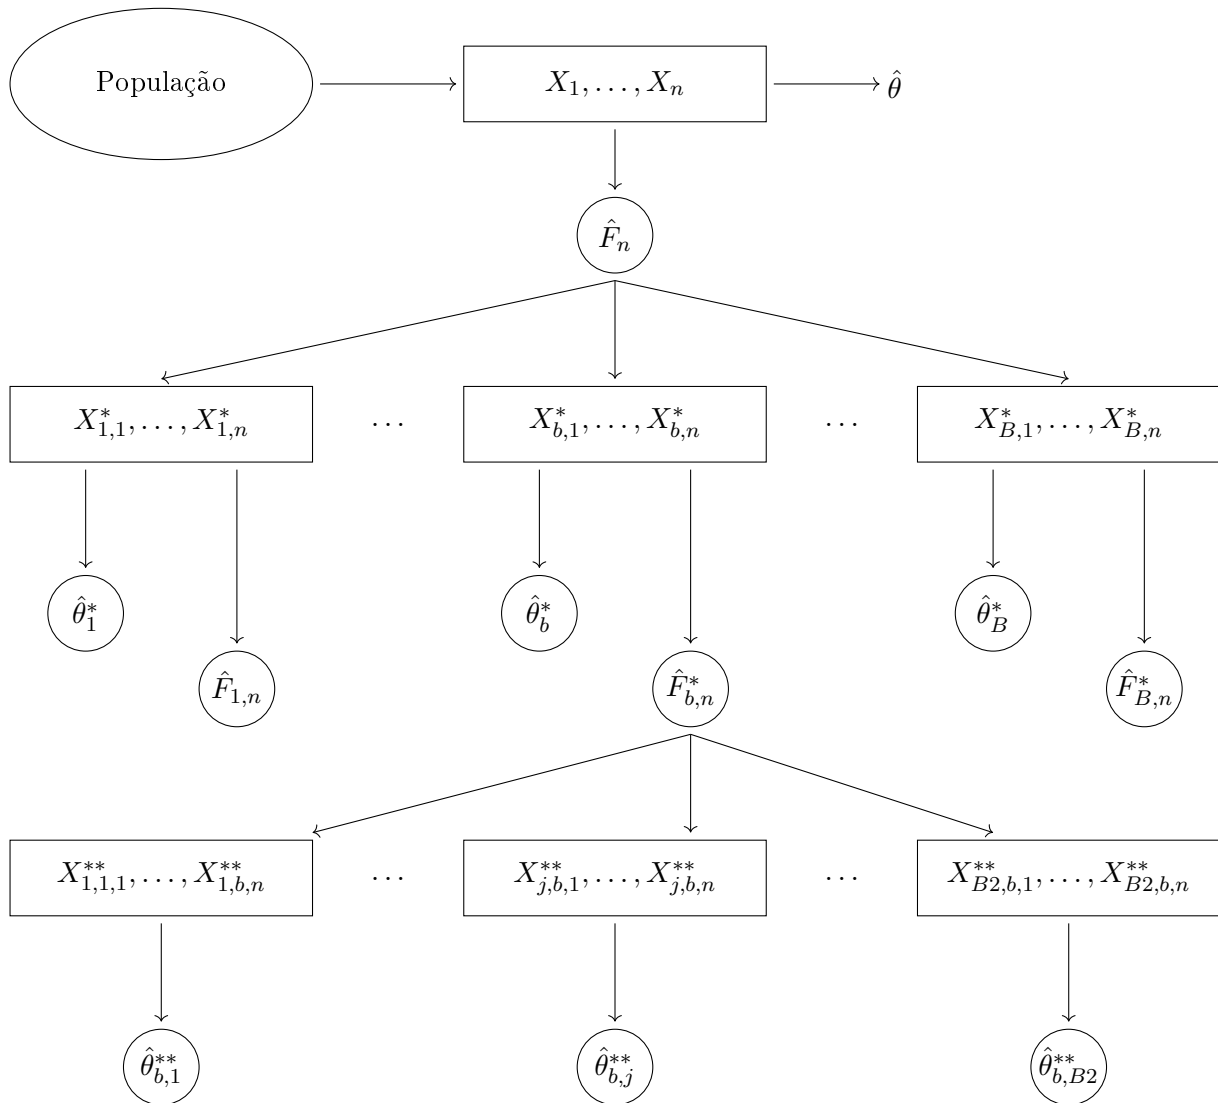 População
$X_1, \ldots, X_n$
$\hat{\theta}$
$\hat{F}_n$
$X^*_{1,1}, \ldots, X^*_{1,n}$
$\ldots$
$X^*_{b,1}, \ldots, X^*_{b,n}$
$\ldots$
$X^*_{B,1}, \ldots, X^*_{B,n}$
$\hat{\theta}^*_1$
$\hat{\theta}^*_b$
$\hat{\theta}^*_B$
$\hat{F}_{1,n}$
$\hat{F}^*_{b,n}$
$\hat{F}^*_{B,n}$
$X^{**}_{1,1,1}, \ldots, X^{**}_{1,b,n}$
$\ldots$
$X^{**}_{j,b,1}, \ldots, X^{**}_{j,b,n}$
$\ldots$
$X^{**}_{B2,b,1}, \ldots, X^{**}_{B2,b,n}$
$\hat{\theta}^{**}_{b,1}$
$\hat{\theta}^{**}_{b,j}$
$\hat{\theta}^{**}_{b,B2}$